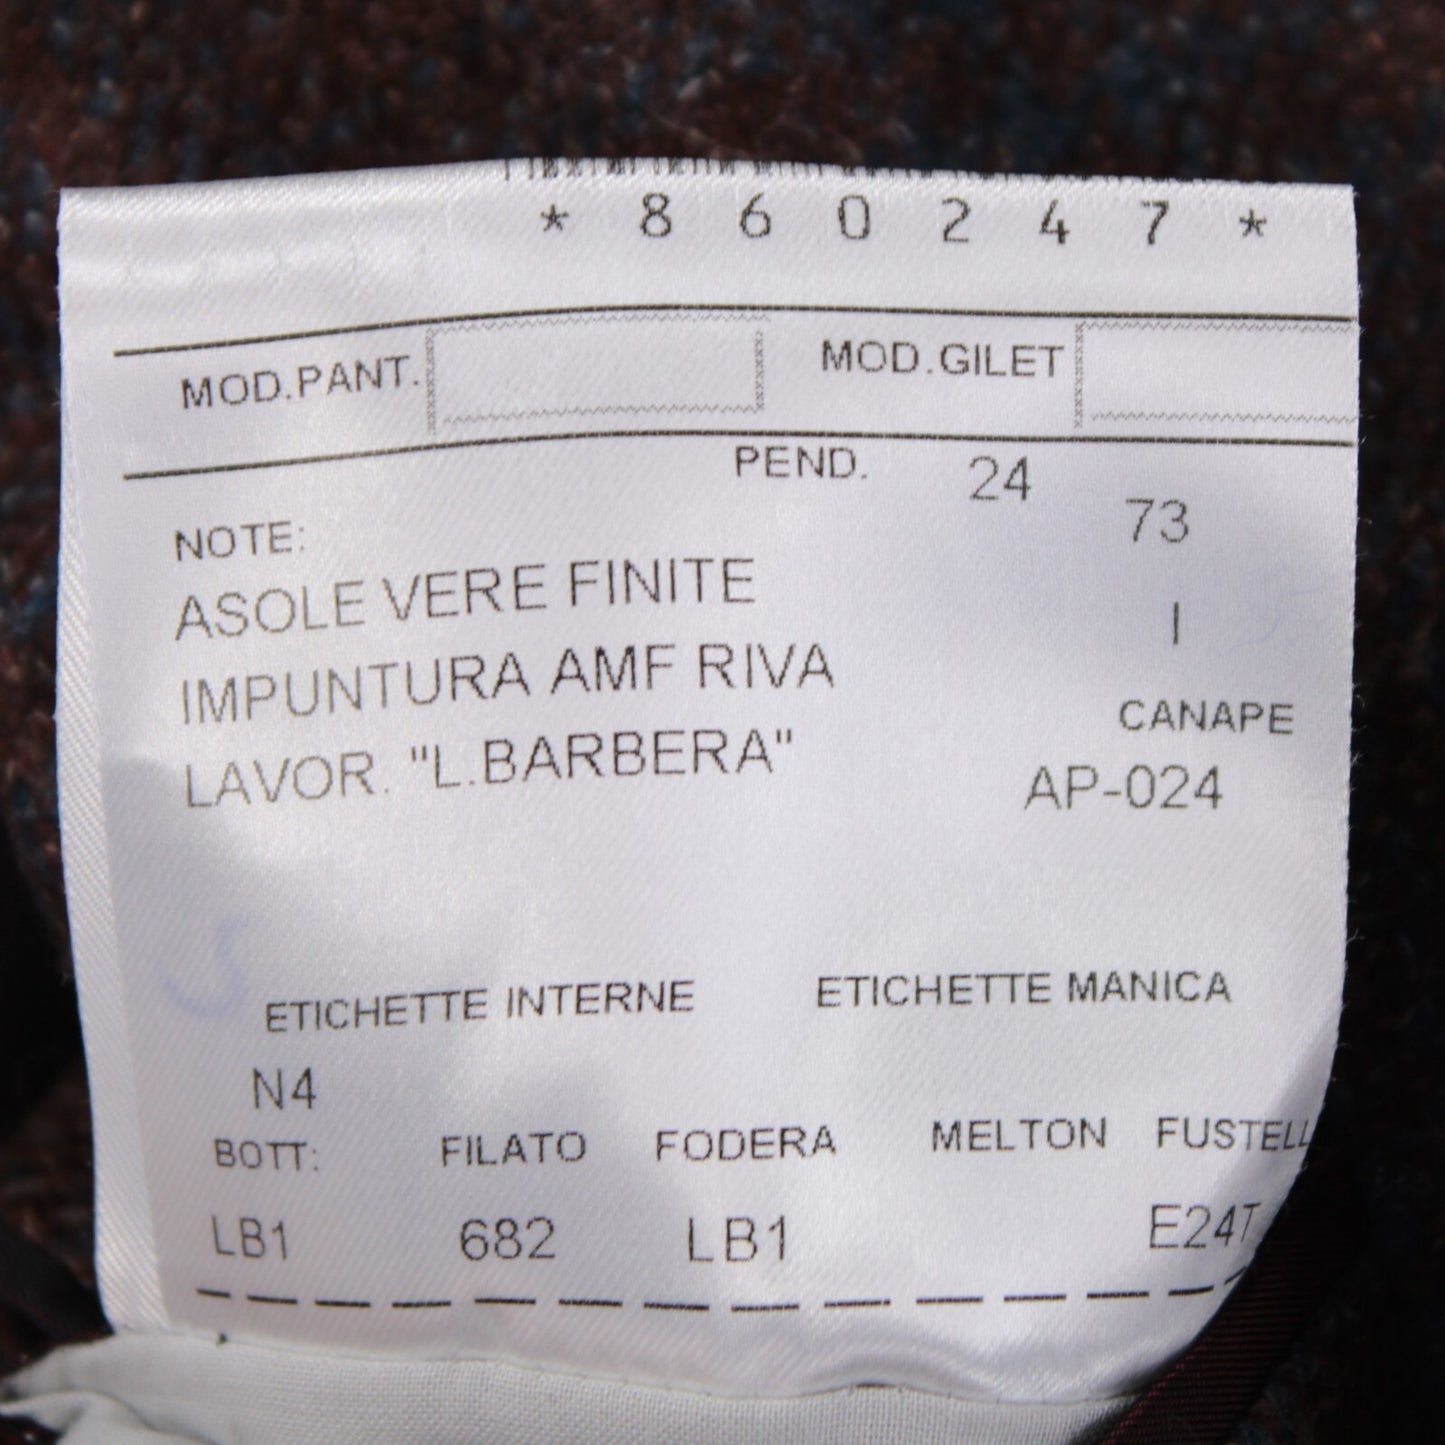 * 8 6 0 2 4 7 *
MOD.PANT. MOD.GILET
PEND. 24
73
NOTE:
ASOLE VERE FINITE
I
IMPUNTURA AMF RIVA
CANAPE
LAVOR. "L.BARBERA"
AP-024
ETICHETTE INTERNE ETICHETTE MANICA
N4
BOTT: FILATO FODERA MELTON FUSTELL
LB1 682 LB1 E24T